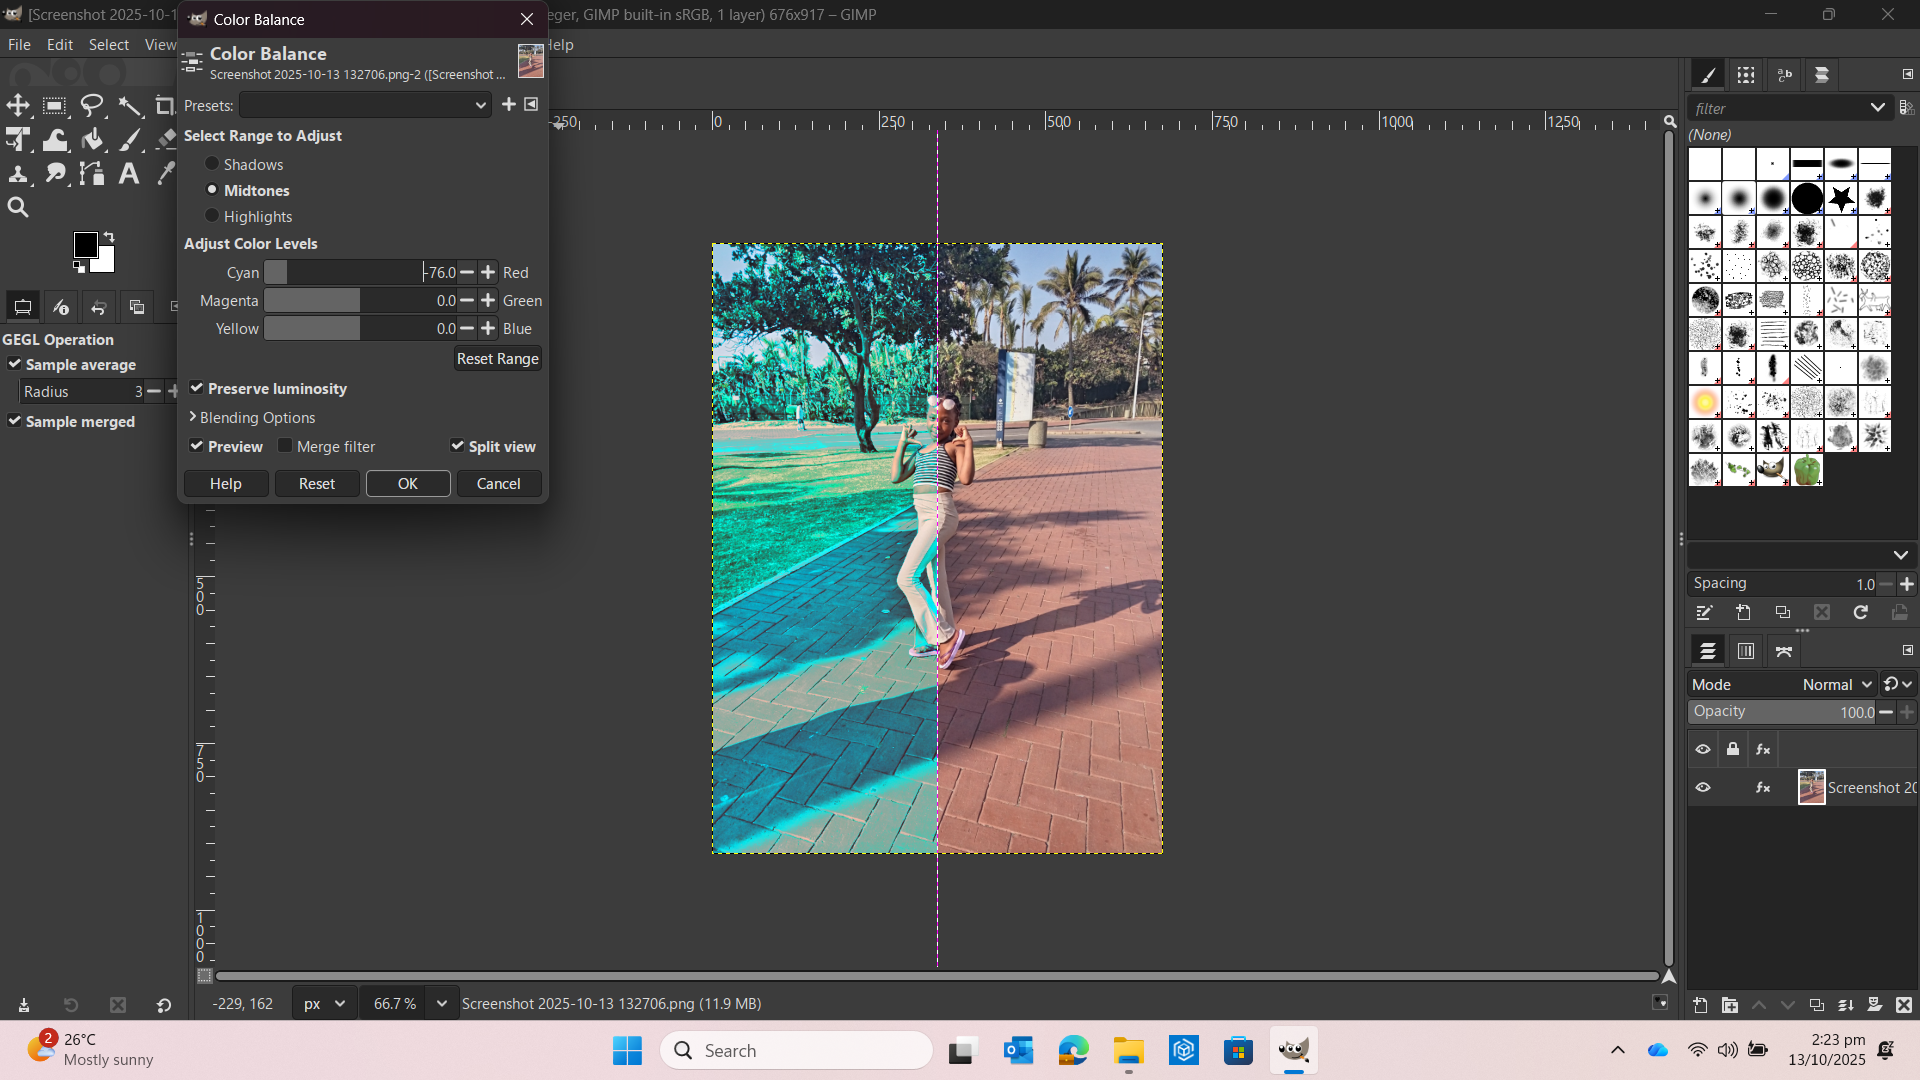 [Screenshot 2025-10-1
Color Balance
eger, GIMP built-in sRGB, 1 layer) 676x917 – GIMP
File Edit Select View
elp
Color Balance
Screenshot 2025-10-13 132706.png-2 ([Screenshot ...
Presets:
Select Range to Adjust
Shadows
Midtones
Highlights
Adjust Color Levels
Cyan -76.0 Red
Magenta 0.0 Green
Yellow 0.0 Blue
Reset Range
Preserve luminosity
Blending Options
Preview Merge filter Split view
Help Reset OK Cancel
GEGL Operation
Sample average
Radius 3
Sample merged
-250 0 250 500 750 1000 1250
500
750
1000
filter
(None)
Spacing 1.0
Mode Normal
Opacity 100.0
Screenshot 20
-229, 162 px 66.7 % Screenshot 2025-10-13 132706.png (11.9 MB)
2
26°C
Mostly sunny
Search
2:23 pm
13/10/2025